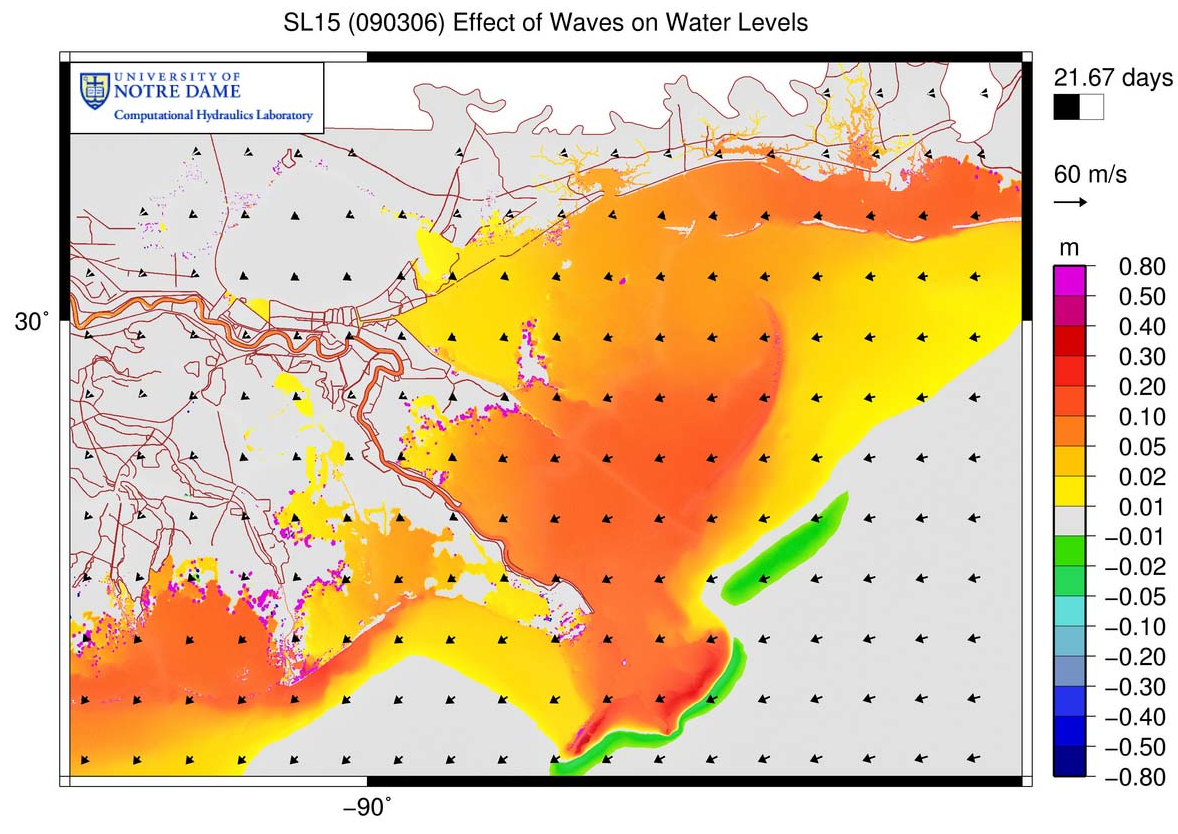 SL15 (090306) Effect of Waves on Water Levels
UNIVERSITY OF
NOTRE DAME
Computational Hydraulics Laboratory
21.67 days
60 m/s
m
0.80
0.50
0.40
0.30
0.20
0.10
0.05
0.02
0.01
−0.01
−0.02
−0.05
−0.10
−0.20
−0.30
−0.40
−0.50
−0.80
30°
−90°